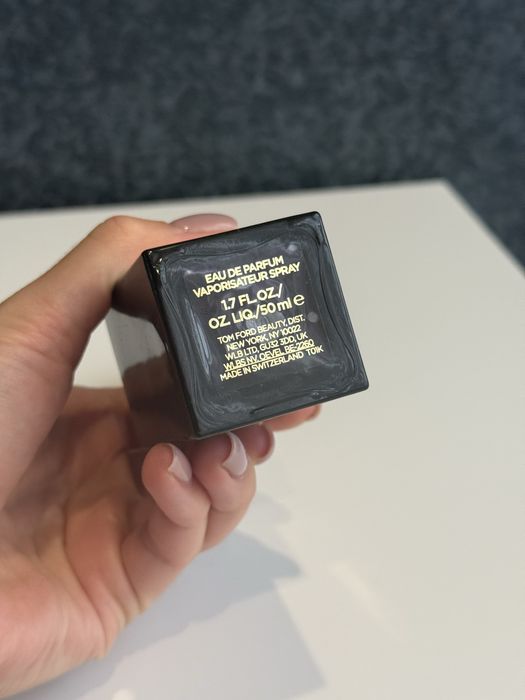 EAU DE PARFUM
VAPORISATEUR SPRAY
1.7 FL.OZ./
OZ. LIQ./50 ml e
TOM FORD BEAUTY, DIST.
NEW YORK, NY 10022
WLB LTD, GU32 3DD, UK
WLBS NV, OEVEL BE-2260
MADE IN SWITZERLAND T01K